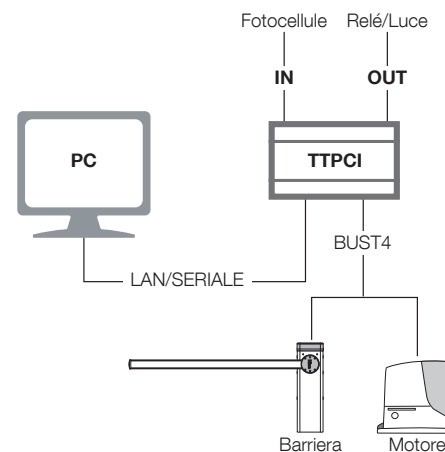 Fotocellule Relé/Luce
IN OUT
PC
TTPCI
BUST4
LAN/SERIALE
Barriera Motore